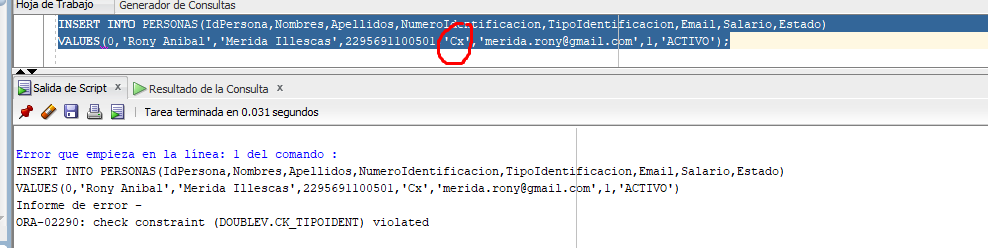 Hoja de Trabajo Generador de Consultas
INSERT INTO PERSONAS(IdPersona,Nombres,Apellidos,NumeroIdentificacion,TipoIdentificacion,Email,Salario,Estado)
VALUES(0,'Rony Anibal','Merida Illescas',2295691100501,'Cx','merida.rony@gmail.com',1,'ACTIVO');
Salida de Script x Resultado de la Consulta x
Tarea terminada en 0.031 segundos
Error que empieza en la línea: 1 del comando :
INSERT INTO PERSONAS(IdPersona,Nombres,Apellidos,NumeroIdentificacion,TipoIdentificacion,Email,Salario,Estado)
VALUES(0,'Rony Anibal','Merida Illescas',2295691100501,'Cx','merida.rony@gmail.com',1,'ACTIVO')
Informe de error -
ORA-02290: check constraint (DOUBLEV.CK_TIPOIDENT) violated